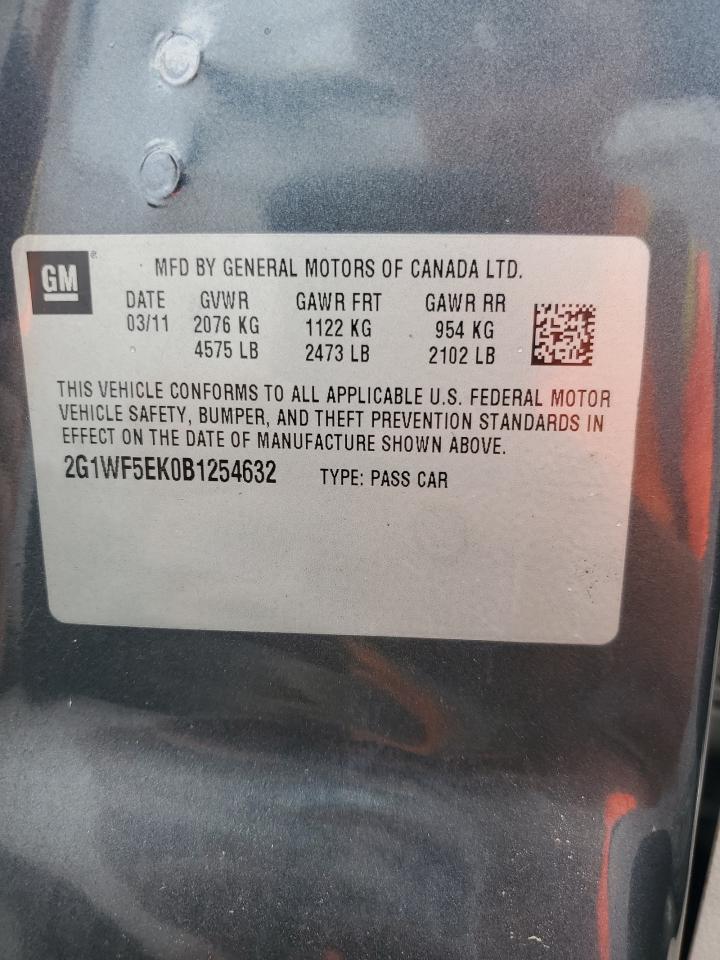 GM ® MFD BY GENERAL MOTORS OF CANADA LTD.
DATE GVWR GAWR FRT GAWR RR
03/11 2076 KG 1122 KG 954 KG
4575 LB 2473 LB 2102 LB
THIS VEHICLE CONFORMS TO ALL APPLICABLE U.S. FEDERAL MOTOR
VEHICLE SAFETY, BUMPER, AND THEFT PREVENTION STANDARDS IN
EFFECT ON THE DATE OF MANUFACTURE SHOWN ABOVE.
2G1WF5EK0B1254632 TYPE: PASS CAR